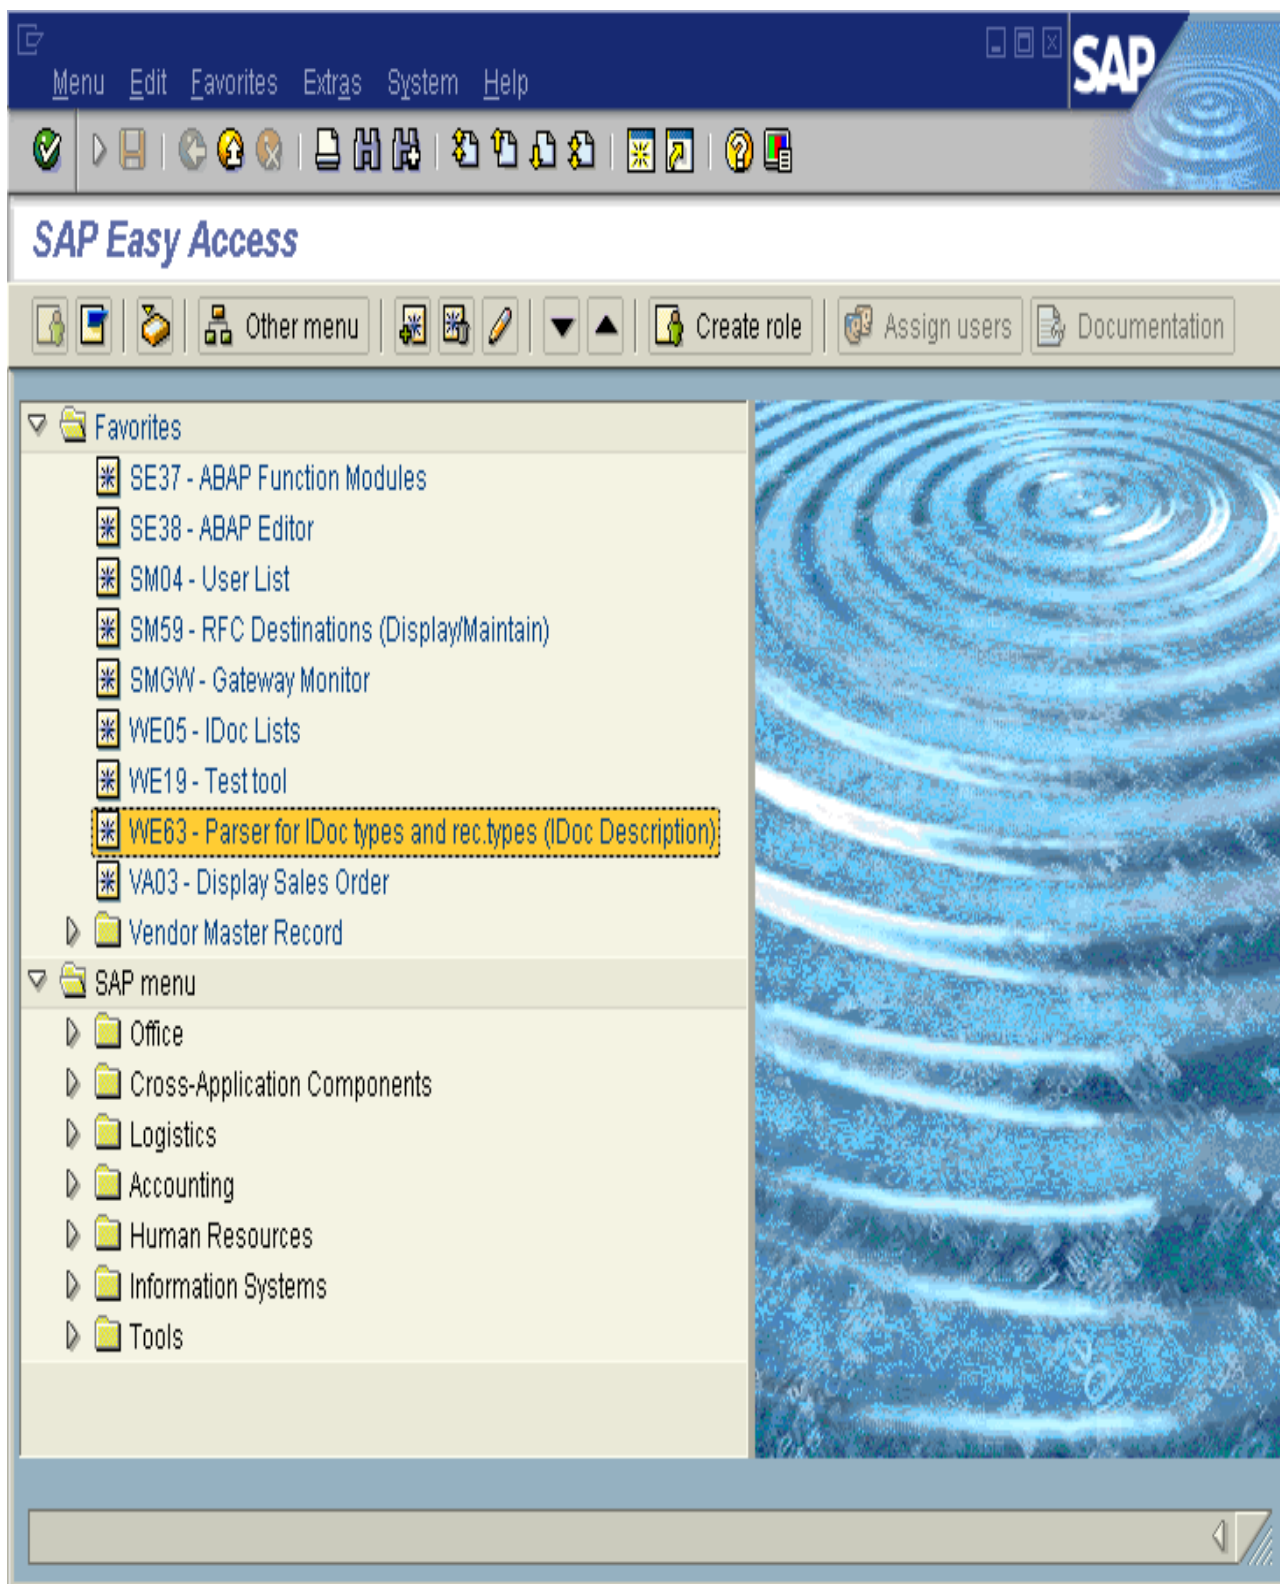 SAP
Menu Edit Favorites Extras System Help
SAP Easy Access
Other menu Create role Assign users Documentation
Favorites
SE37 - ABAP Function Modules
SE38 - ABAP Editor
SM04 - User List
SM59 - RFC Destinations (Display/Maintain)
SMGW - Gateway Monitor
WE05 - IDoc Lists
WE19 - Test tool
WE63 - Parser for IDoc types and rec.types (IDoc Description)
VA03 - Display Sales Order
Vendor Master Record
SAP menu
Office
Cross-Application Components
Logistics
Accounting
Human Resources
Information Systems
Tools